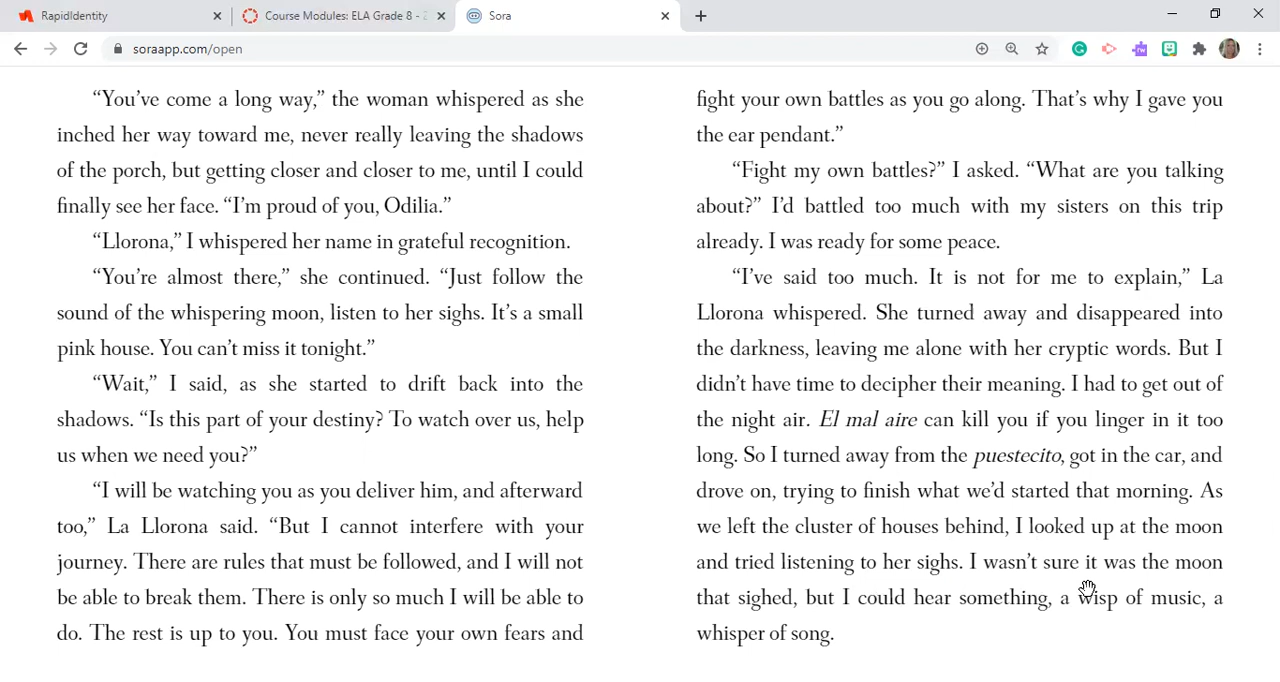 RapidIdentity
Course Modules: ELA Grade 8 -
Sora
soraapp.com/open
“You’ve come a long way,” the woman whispered as she
inched her way toward me, never really leaving the shadows
of the porch, but getting closer and closer to me, until I could
finally see her face. “I’m proud of you, Odilia.”
“Llorona,” I whispered her name in grateful recognition.
“You’re almost there,” she continued. “Just follow the
sound of the whispering moon, listen to her sighs. It’s a small
pink house. You can’t miss it tonight.”
“Wait,” I said, as she started to drift back into the
shadows. “Is this part of your destiny? To watch over us, help
us when we need you?”
“I will be watching you as you deliver him, and afterward
too,” La Llorona said. “But I cannot interfere with your
journey. There are rules that must be followed, and I will not
be able to break them. There is only so much I will be able to
do. The rest is up to you. You must face your own fears and
fight your own battles as you go along. That’s why I gave you
the ear pendant.”
“Fight my own battles?” I asked. “What are you talking
about?” I’d battled too much with my sisters on this trip
already. I was ready for some peace.
“I’ve said too much. It is not for me to explain,” La
Llorona whispered. She turned away and disappeared into
the darkness, leaving me alone with her cryptic words. But I
didn’t have time to decipher their meaning. I had to get out of
the night air. El mal aire can kill you if you linger in it too
long. So I turned away from the puestecito, got in the car, and
drove on, trying to finish what we’d started that morning. As
we left the cluster of houses behind, I looked up at the moon
and tried listening to her sighs. I wasn’t sure it was the moon
that sighed, but I could hear something, a wisp of music, a
whisper of song.